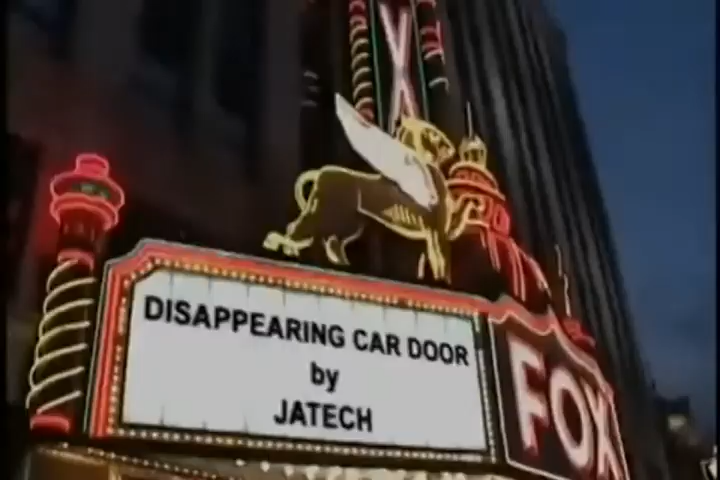 X
DISAPPEARING CAR DOOR
by
JATECH
FOX